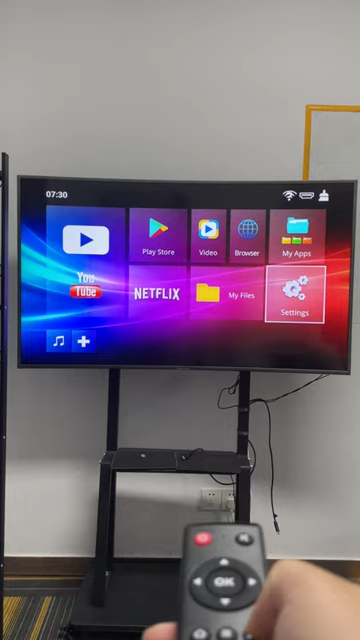 07:30
Play Store
Video
Browser
My Apps
You
Tube
NETFLIX
My Files
Settings
OK